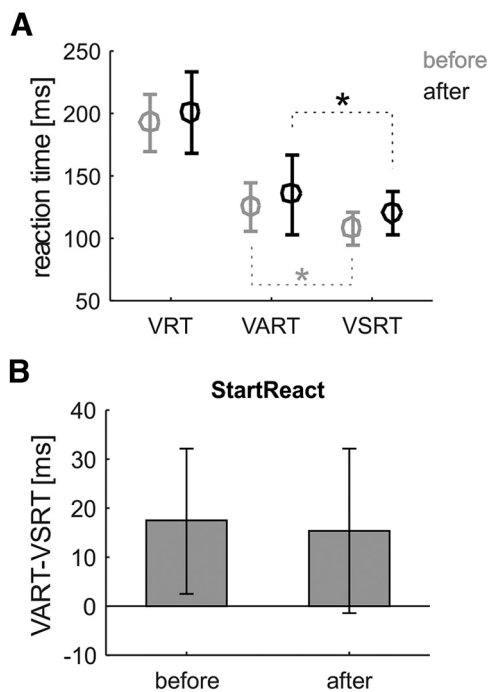 A
250
200
150
100
50
reaction time [ms]
before
after
*
*
VRT VART VSRT
B
StartReact
40
30
20
10
0
-10
VART-VSRT [ms]
before after